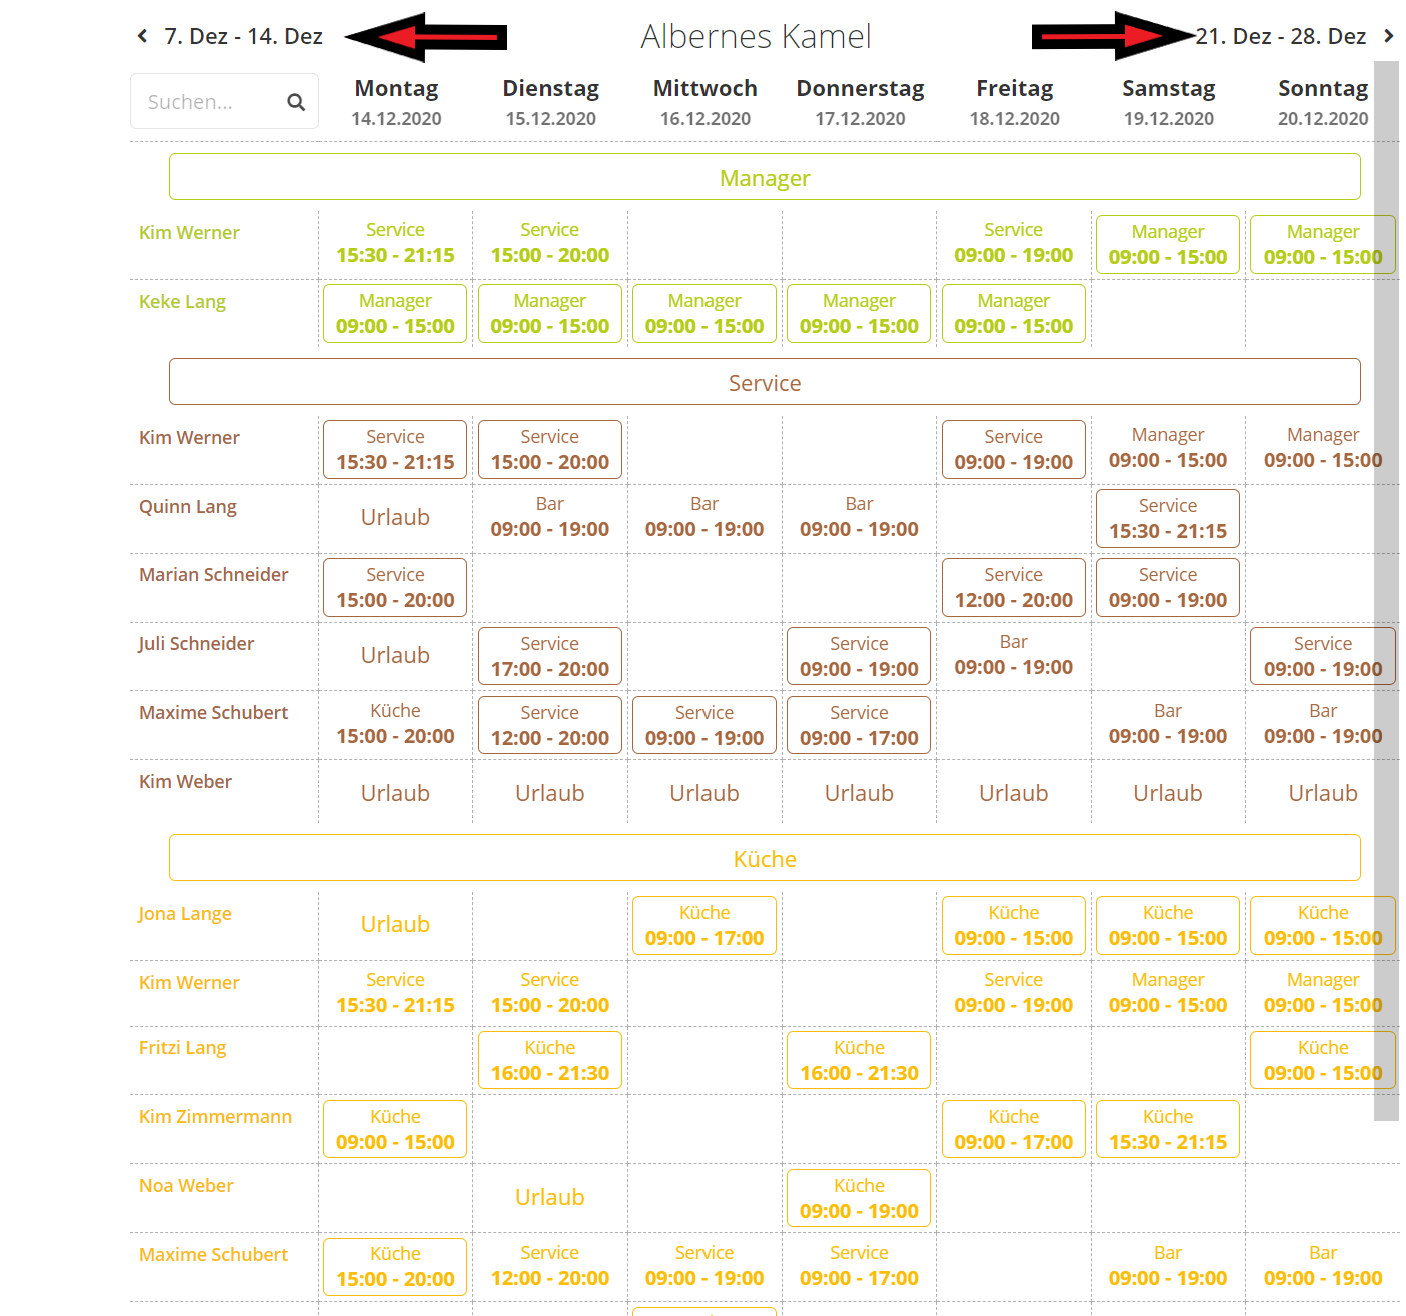 7. Dez - 14. Dez
Albernes Kamel
21. Dez - 28. Dez
Suchen...
Montag Dienstag Mittwoch Donnerstag Freitag Samstag Sonntag
14.12.2020 15.12.2020 16.12.2020 17.12.2020 18.12.2020 19.12.2020 20.12.2020
Manager
Kim Werner Service Service Service Manager Manager
15:30 - 21:15 15:00 - 20:00 09:00 - 19:00 09:00 - 15:00 09:00 - 15:00
Keke Lang Manager Manager Manager Manager Manager
09:00 - 15:00 09:00 - 15:00 09:00 - 15:00 09:00 - 15:00 09:00 - 15:00
Service
Kim Werner Service Service Service Manager Manager
15:30 - 21:15 15:00 - 20:00 09:00 - 19:00 09:00 - 15:00 09:00 - 15:00
Quinn Lang Urlaub Bar Bar Bar Service
09:00 - 19:00 09:00 - 19:00 09:00 - 19:00 15:30 - 21:15
Marian Schneider Service Service Service
15:00 - 20:00 12:00 - 20:00 09:00 - 19:00
Juli Schneider Urlaub Service Service Bar Service
17:00 - 20:00 09:00 - 19:00 09:00 - 19:00 09:00 - 19:00
Maxime Schubert Küche Service Service Service Bar Bar
15:00 - 20:00 12:00 - 20:00 09:00 - 19:00 09:00 - 17:00 09:00 - 19:00 09:00 - 19:00
Kim Weber Urlaub Urlaub Urlaub Urlaub Urlaub Urlaub Urlaub
Küche
Jona Lange Urlaub Küche Küche Küche Küche
09:00 - 17:00 09:00 - 15:00 09:00 - 15:00 09:00 - 15:00
Kim Werner Service Service Service Manager Manager
15:30 - 21:15 15:00 - 20:00 09:00 - 19:00 09:00 - 15:00 09:00 - 15:00
Fritzi Lang Küche Küche Küche
16:00 - 21:30 16:00 - 21:30 09:00 - 15:00
Kim Zimmermann Küche Küche Küche
09:00 - 15:00 09:00 - 17:00 15:30 - 21:15
Noa Weber Urlaub Küche
09:00 - 19:00
Maxime Schubert Küche Service Service Service Bar Bar
15:00 - 20:00 12:00 - 20:00 09:00 - 19:00 09:00 - 17:00 09:00 - 19:00 09:00 - 19:00